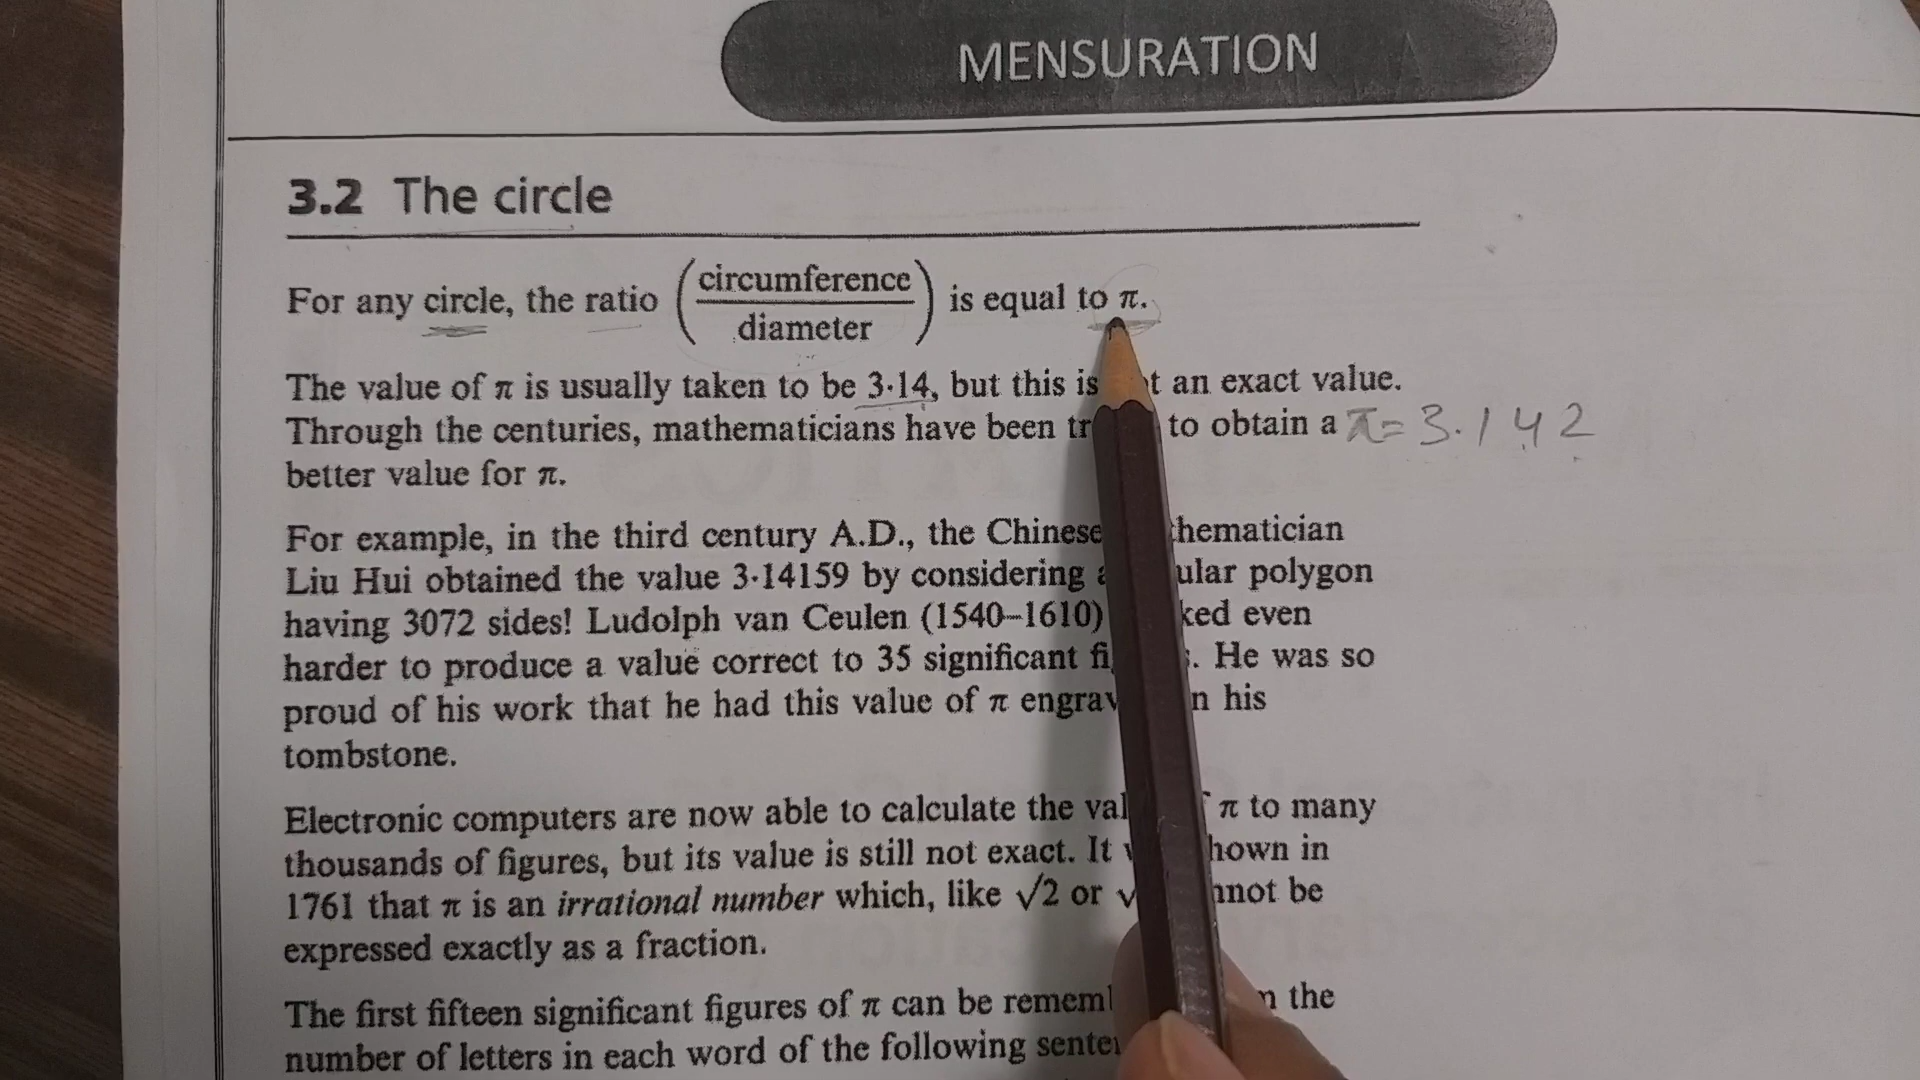 MENSURATION
3.2 The circle
For any circle, the ratio (circumference/diameter) is equal to π.
The value of π is usually taken to be 3·14, but this is an exact value.
Through the centuries, mathematicians have been to obtain a π=3.142
better value for π.
For example, in the third century A.D., the Chinese
Liu Hui obtained the value 3·14159 by considering polygon
having 3072 sides! Ludolph van Ceulen (1540–1610) even
harder to produce a value correct to 35 significant He was so
proud of his work that he had this value of π his
tombstone.
Electronic computers are now able to calculate the π to many
thousands of figures, but its value is still not exact. It in
1761 that π is an irrational number which, like √2 or be
expressed exactly as a fraction.
The first fifteen significant figures of π can be the
number of letters in each word of the following